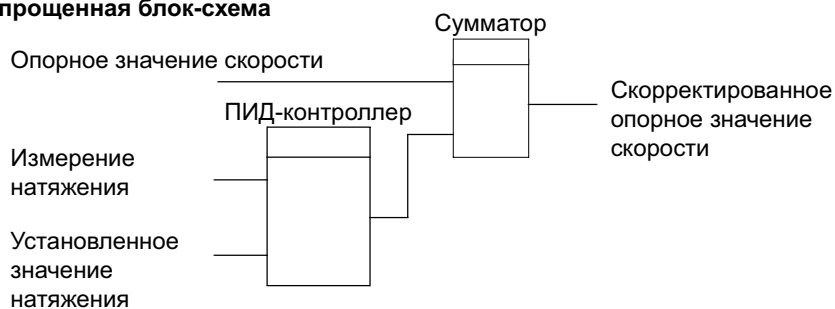 прощенная блок-схема
Сумматор
Опорное значение скорости
Скорректированное
опорное значение
скорости
ПИД-контроллер
Измерение
натяжения
Установленное
значение
натяжения